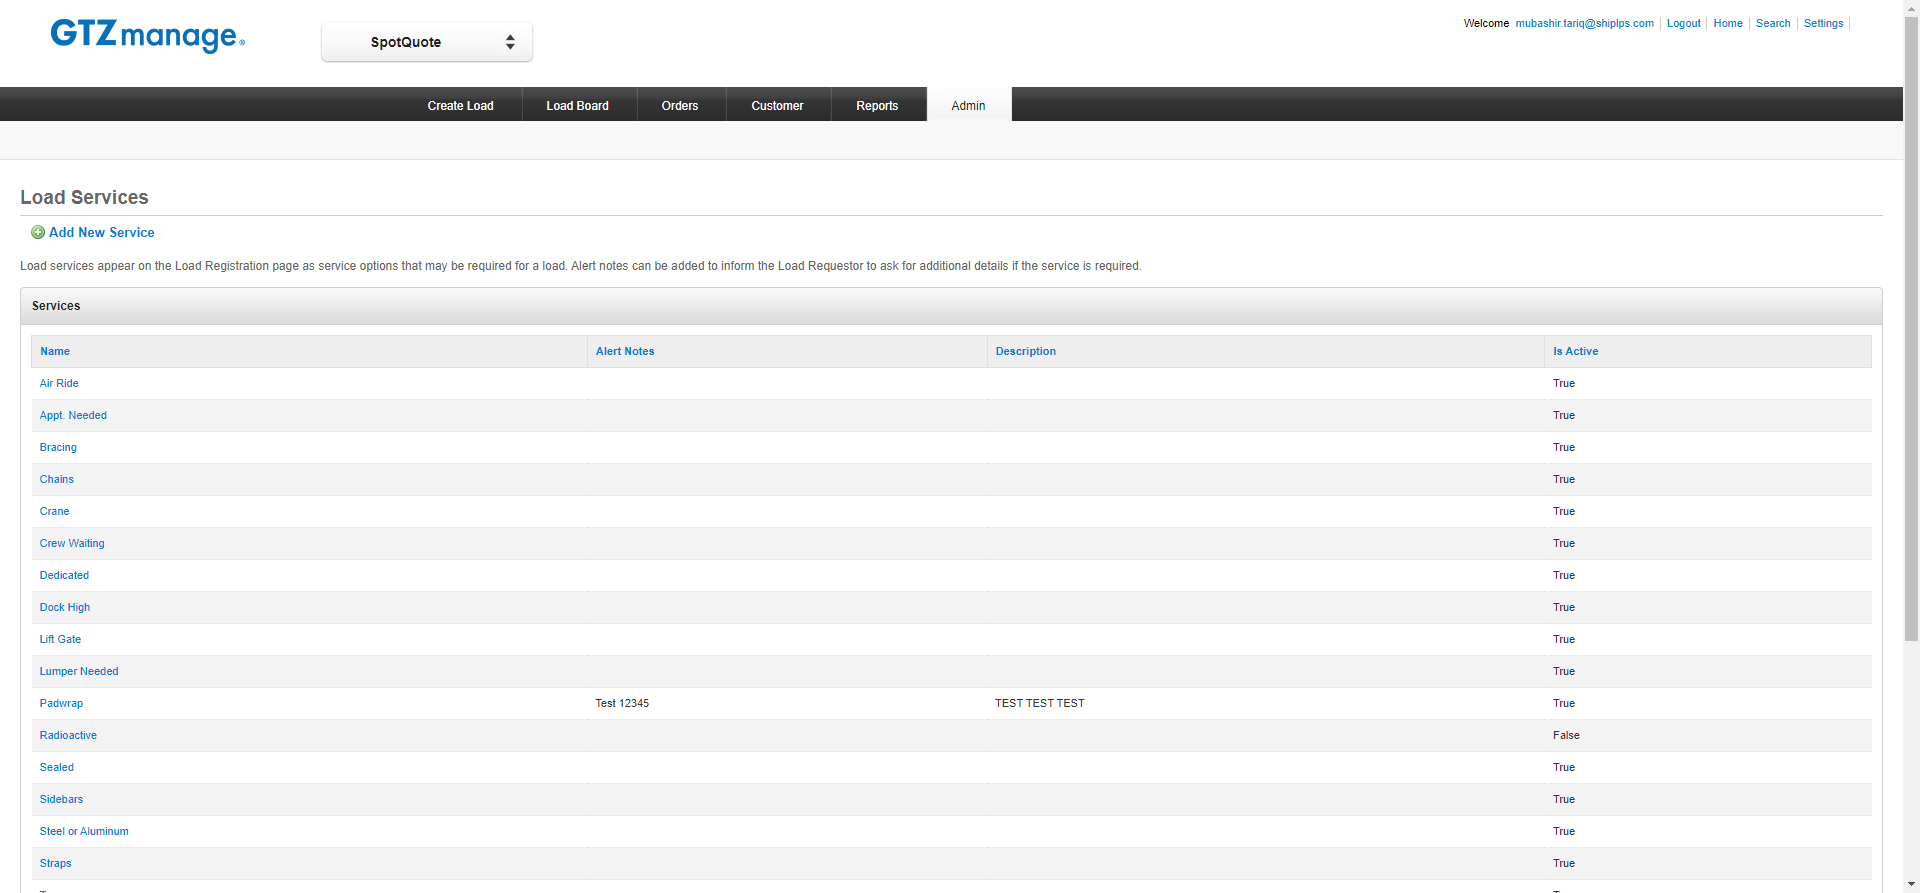 GTZmanage®
SpotQuote
Welcome mubashir.tariq@shiplps.com Logout Home Search Settings
Create Load Load Board Orders Customer Reports Admin
Load Services
Add New Service
Load services appear on the Load Registration page as service options that may be required for a load. Alert notes can be added to inform the Load Requestor to ask for additional details if the service is required.
Services
Name Alert Notes Description Is Active
Air Ride True
Appt. Needed True
Bracing True
Chains True
Crane True
Crew Waiting True
Dedicated True
Dock High True
Lift Gate True
Lumper Needed True
Padwrap Test 12345 TEST TEST TEST True
Radioactive False
Sealed True
Sidebars True
Steel or Aluminum True
Straps True